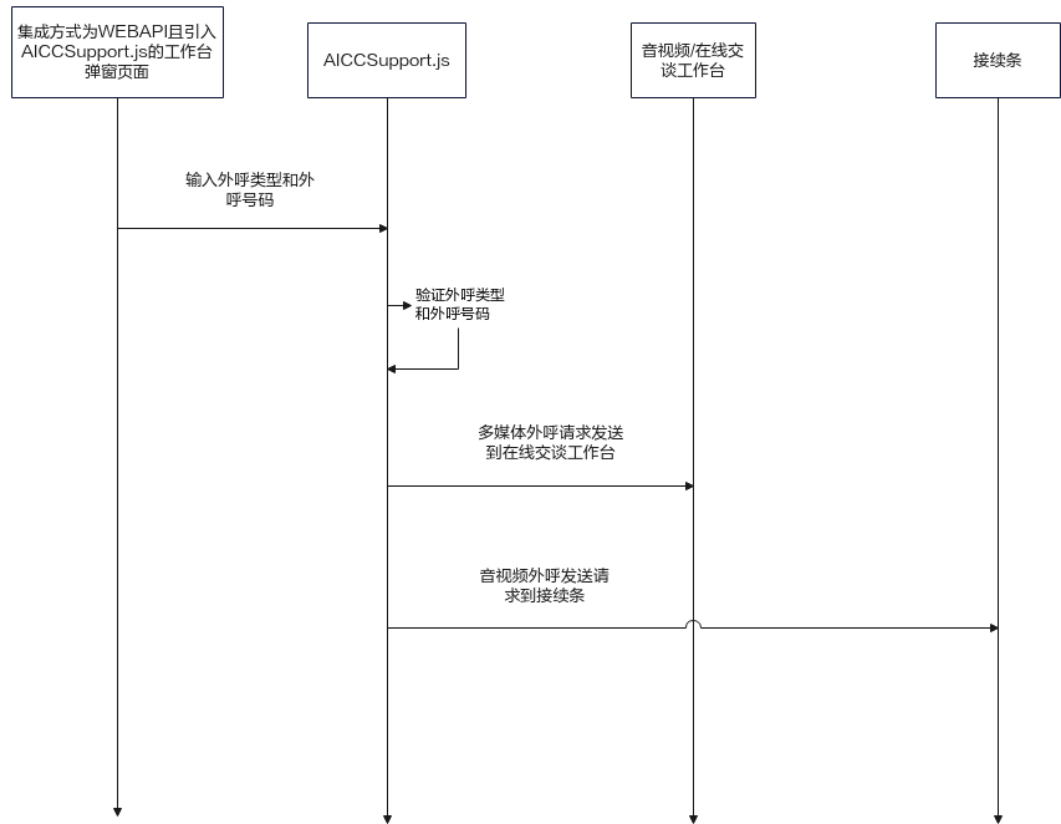 集成方式为WEBAPI且引入
AICCSupport.js的工作台
弹窗页面
AICCSupport.js
音视频/在线交
谈工作台
接续条
输入外呼类型和外
呼号码
验证外呼类型
和外呼号码
多媒体外呼请求发送
到在线交谈工作台
音视频外呼发送请
求到接续条